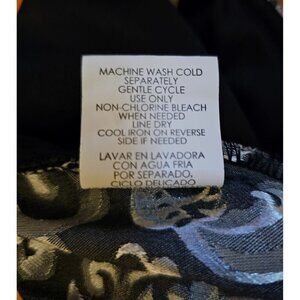 MACHINE WASH COLD
SEPARATELY
GENTLE CYCLE
USE ONLY
NON-CHLORINE BLEACH
WHEN NEEDED
LINE DRY
COOL IRON ON REVERSE
SIDE IF NEEDED
LAVAR EN LAVADORA
CON AGUA FRIA
POR SEPARADO.
CICLO DELICADO